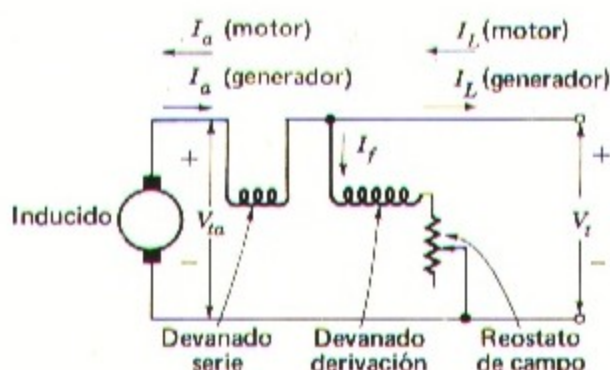 I_a (motor)
I_L (motor)
I_a (generador)
I_L (generador)
I_f
+
+
Inducido
V_ta
V_t
−
−
Devanado serie
Devanado derivación
Reostato de campo